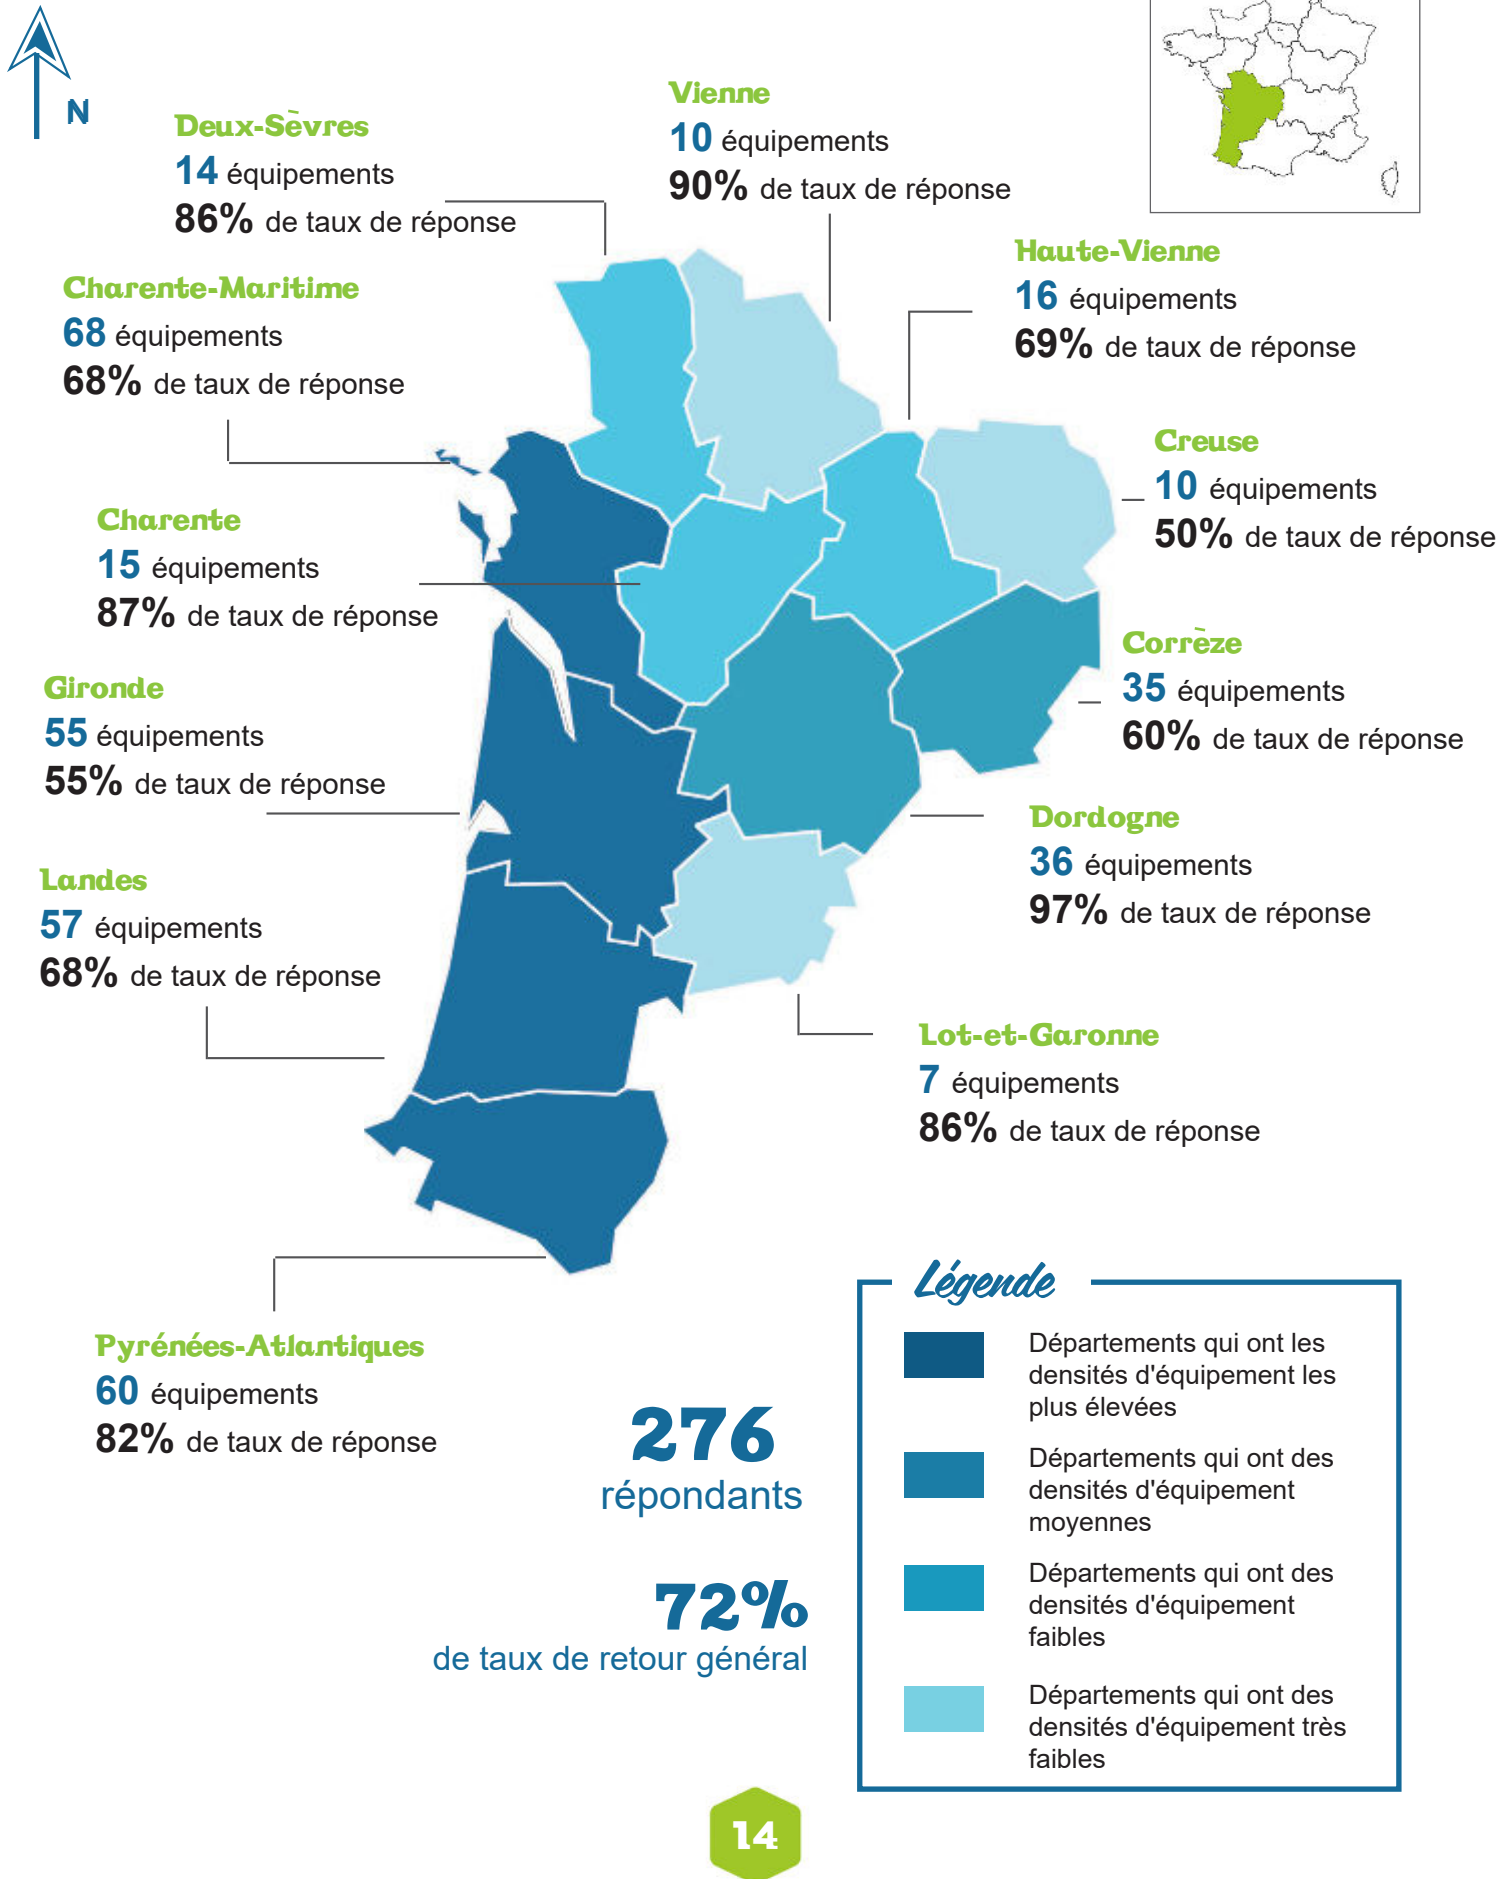 N
Deux-Sèvres
14 équipements
86% de taux de réponse
Vienne
10 équipements
90% de taux de réponse
Charente-Maritime
68 équipements
68% de taux de réponse
Haute-Vienne
16 équipements
69% de taux de réponse
Creuse
10 équipements
50% de taux de réponse
Charente
15 équipements
87% de taux de réponse
Corrèze
35 équipements
60% de taux de réponse
Gironde
55 équipements
55% de taux de réponse
Dordogne
36 équipements
97% de taux de réponse
Landes
57 équipements
68% de taux de réponse
Lot-et-Garonne
7 équipements
86% de taux de réponse
Pyrénées-Atlantiques
60 équipements
82% de taux de réponse
276
répondants
72%
de taux de retour général
Légende
Départements qui ont les
densités d'équipement les
plus élevées
Départements qui ont des
densités d'équipement
moyennes
Départements qui ont des
densités d'équipement
faibles
Départements qui ont des
densités d'équipement très
faibles
14